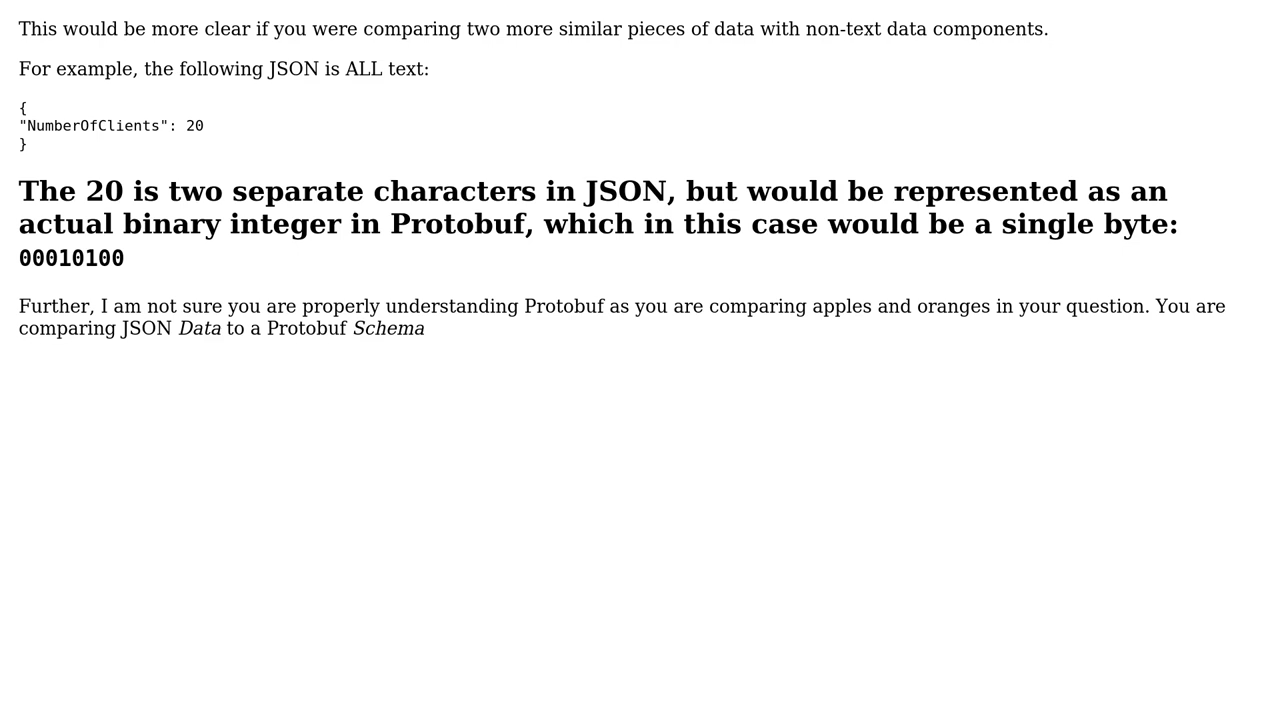 This would be more clear if you were comparing two more similar pieces of data with non-text data components.
For example, the following JSON is ALL text:
{
"NumberOfClients": 20
}
The 20 is two separate characters in JSON, but would be represented as an
actual binary integer in Protobuf, which in this case would be a single byte:
00010100
Further, I am not sure you are properly understanding Protobuf as you are comparing apples and oranges in your question. You are
comparing JSON Data to a Protobuf Schema